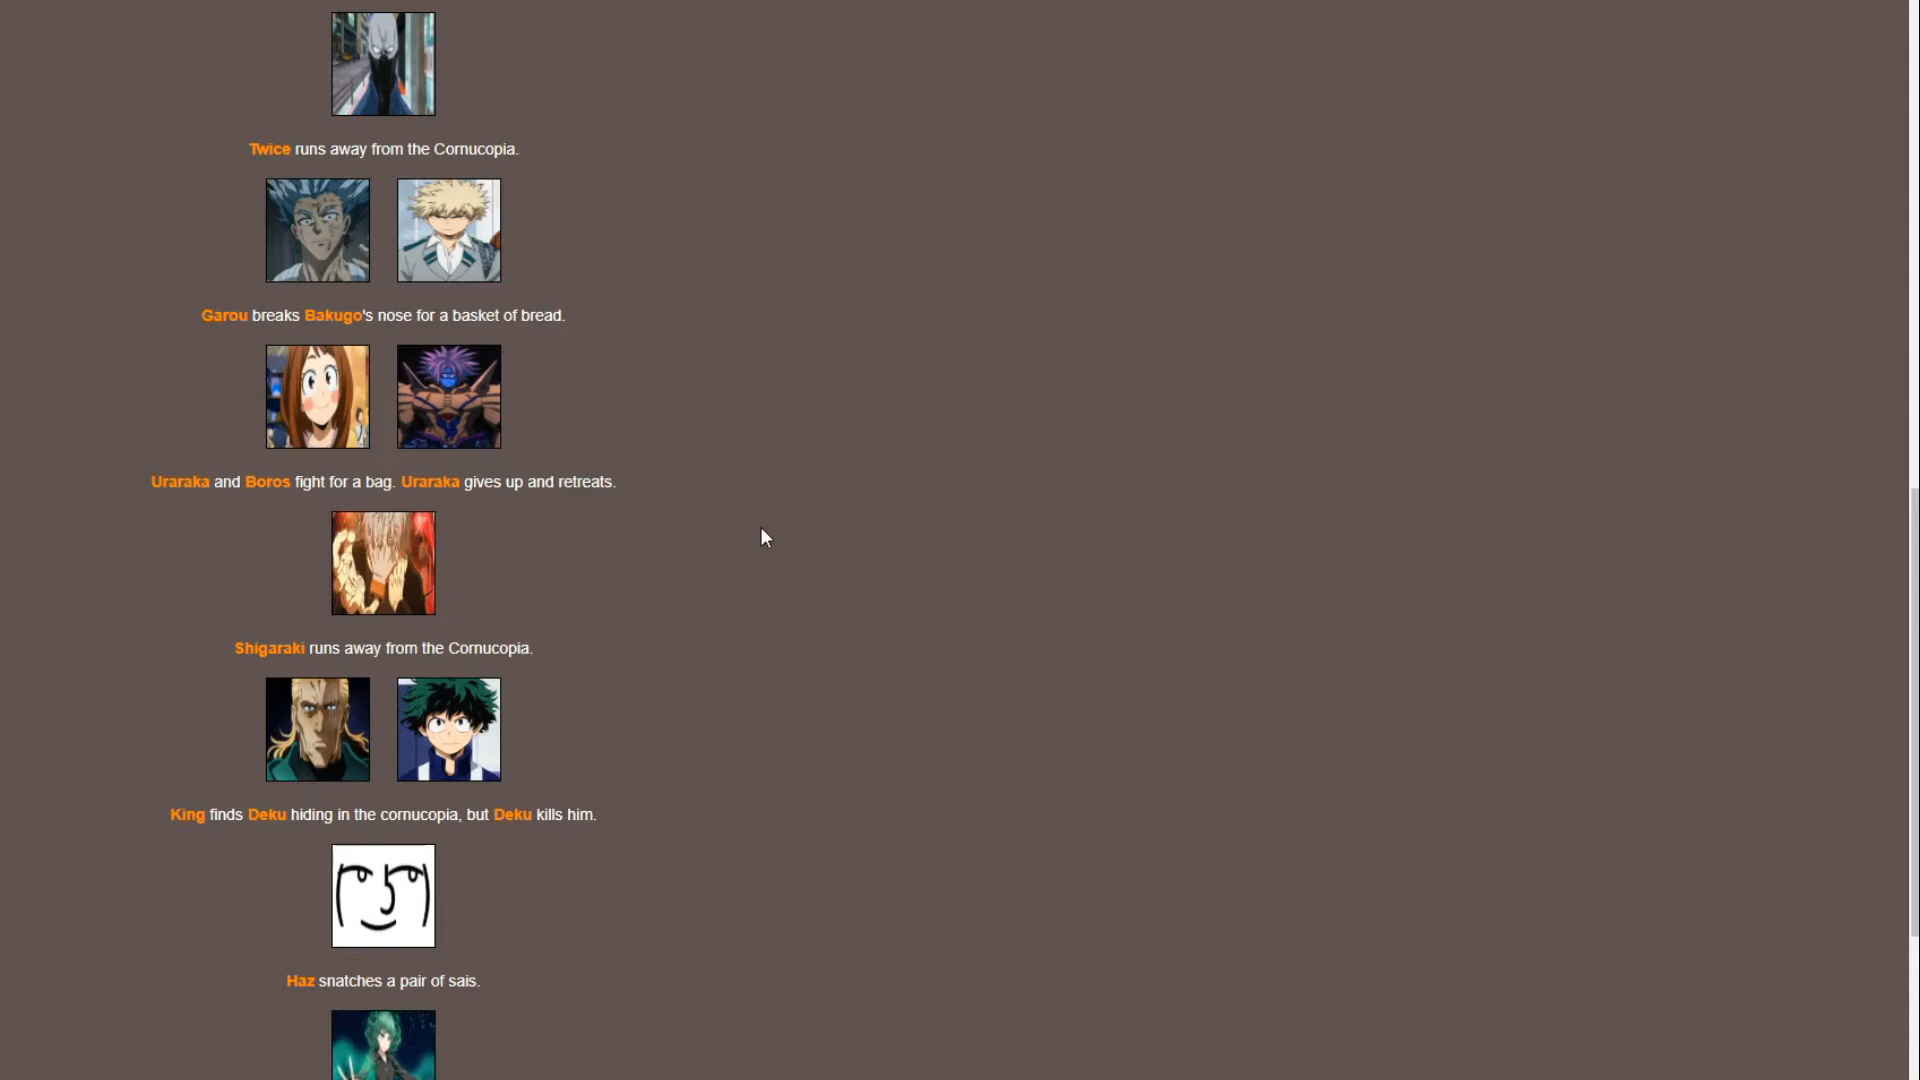 Twice runs away from the Cornucopia.
Garou breaks Bakugo's nose for a basket of bread.
Uraraka and Boros fight for a bag. Uraraka gives up and retreats.
Shigaraki runs away from the Cornucopia.
King finds Deku hiding in the cornucopia, but Deku kills him.
Haz snatches a pair of sais.